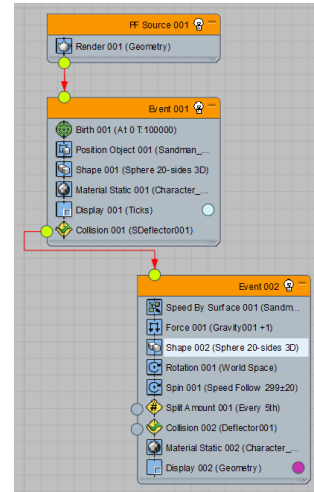 PF Source 001
Render 001 (Geometry)
Event 001
Birth 001 (At 0 T:100000)
Position Object 001 (Sandman_...
Shape 001 (Sphere 20-sides 3D)
Material Static 001 (Character_...
Display 001 (Ticks)
Collision 001 (SDeflector001)
Event 002
Speed By Surface 001 (Sandm...
Force 001 (Gravity001 +1)
Shape 002 (Sphere 20-sides 3D)
Rotation 001 (World Space)
Spin 001 (Speed Follow 299±20)
Split Amount 001 (Every 5th)
Collision 002 (Deflector001)
Material Static 002 (Character_...
Display 002 (Geometry)